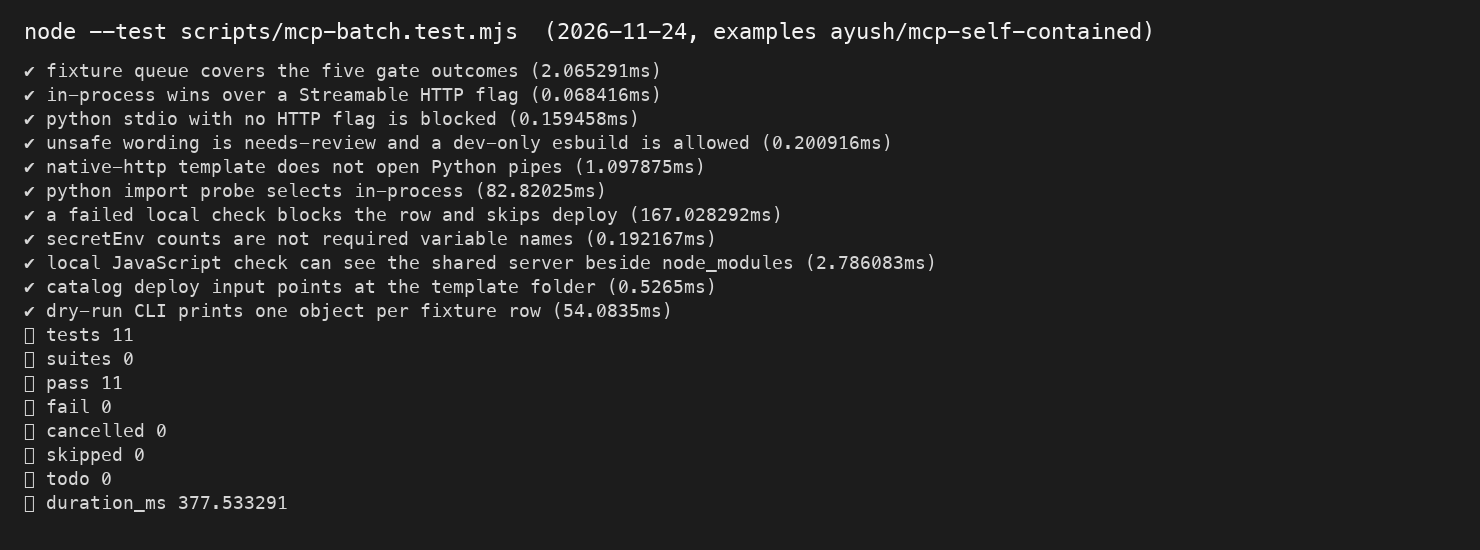 node --test scripts/mcp-batch.test.mjs  (2026-11-24, examples ayush/mcp-self-contained)
✔ fixture queue covers the five gate outcomes (2.065291ms)
✔ in-process wins over a Streamable HTTP flag (0.068416ms)
✔ python stdio with no HTTP flag is blocked (0.159458ms)
✔ unsafe wording is needs-review and a dev-only esbuild is allowed (0.200916ms)
✔ native-http template does not open Python pipes (1.097875ms)
✔ python import probe selects in-process (82.82025ms)
✔ a failed local check blocks the row and skips deploy (167.028292ms)
✔ secretEnv counts are not required variable names (0.192167ms)
✔ local JavaScript check can see the shared server beside node_modules (2.786083ms)
✔ catalog deploy input points at the template folder (0.5265ms)
✔ dry-run CLI prints one object per fixture row (54.0835ms)
tests 11
suites 0
pass 11
fail 0
cancelled 0
skipped 0
todo 0
duration_ms 377.533291